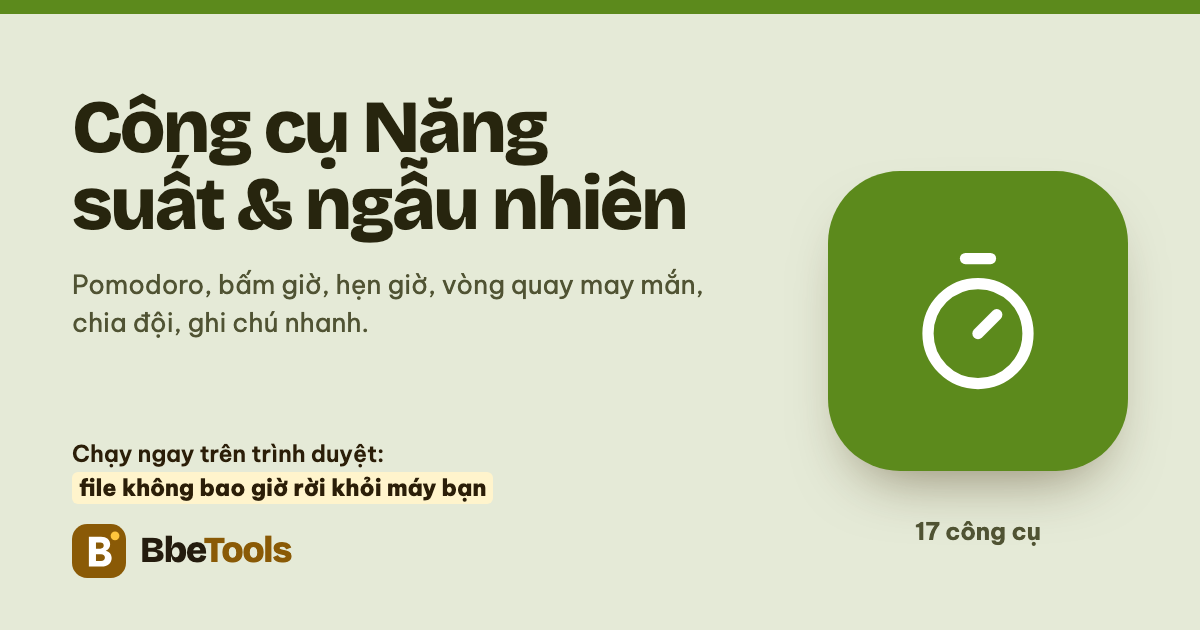 Công cụ Năng
suất & ngẫu nhiên
Pomodoro, bấm giờ, hẹn giờ, vòng quay may mắn,
chia đội, ghi chú nhanh.
Chạy ngay trên trình duyệt:
file không bao giờ rời khỏi máy bạn
B BbeTools
17 công cụ